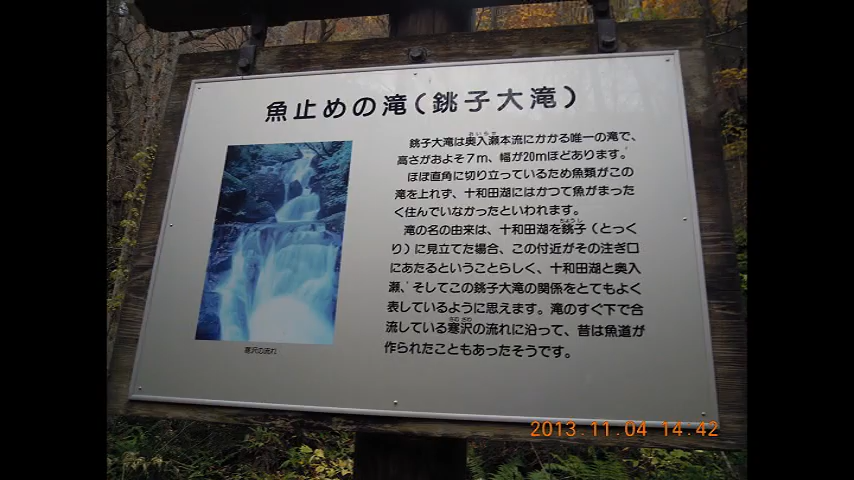 魚止めの滝(銚子大滝)
銚子大滝は奥入瀬本流にかかる唯一の滝で、
高さがおよそ7m、幅が20mほどあります。
ほぼ直角に切り立っているため魚類がこの
滝を上れず、十和田湖にはかつて魚がまった
く住んでいなかったといわれます。
滝の名の由来は、十和田湖を銚子(とっく
り)に見立てた場合、この付近がその注ぎ口
にあたるということらしく、十和田湖と奥入
瀬、そしてこの銚子大滝の関係をとてもよく
表しているように思えます。滝のすぐ下で合
流している寒沢の流れに沿って、昔は魚道が
作られたこともあったそうです。
寒沢の流れ
2013.11.04 14:42